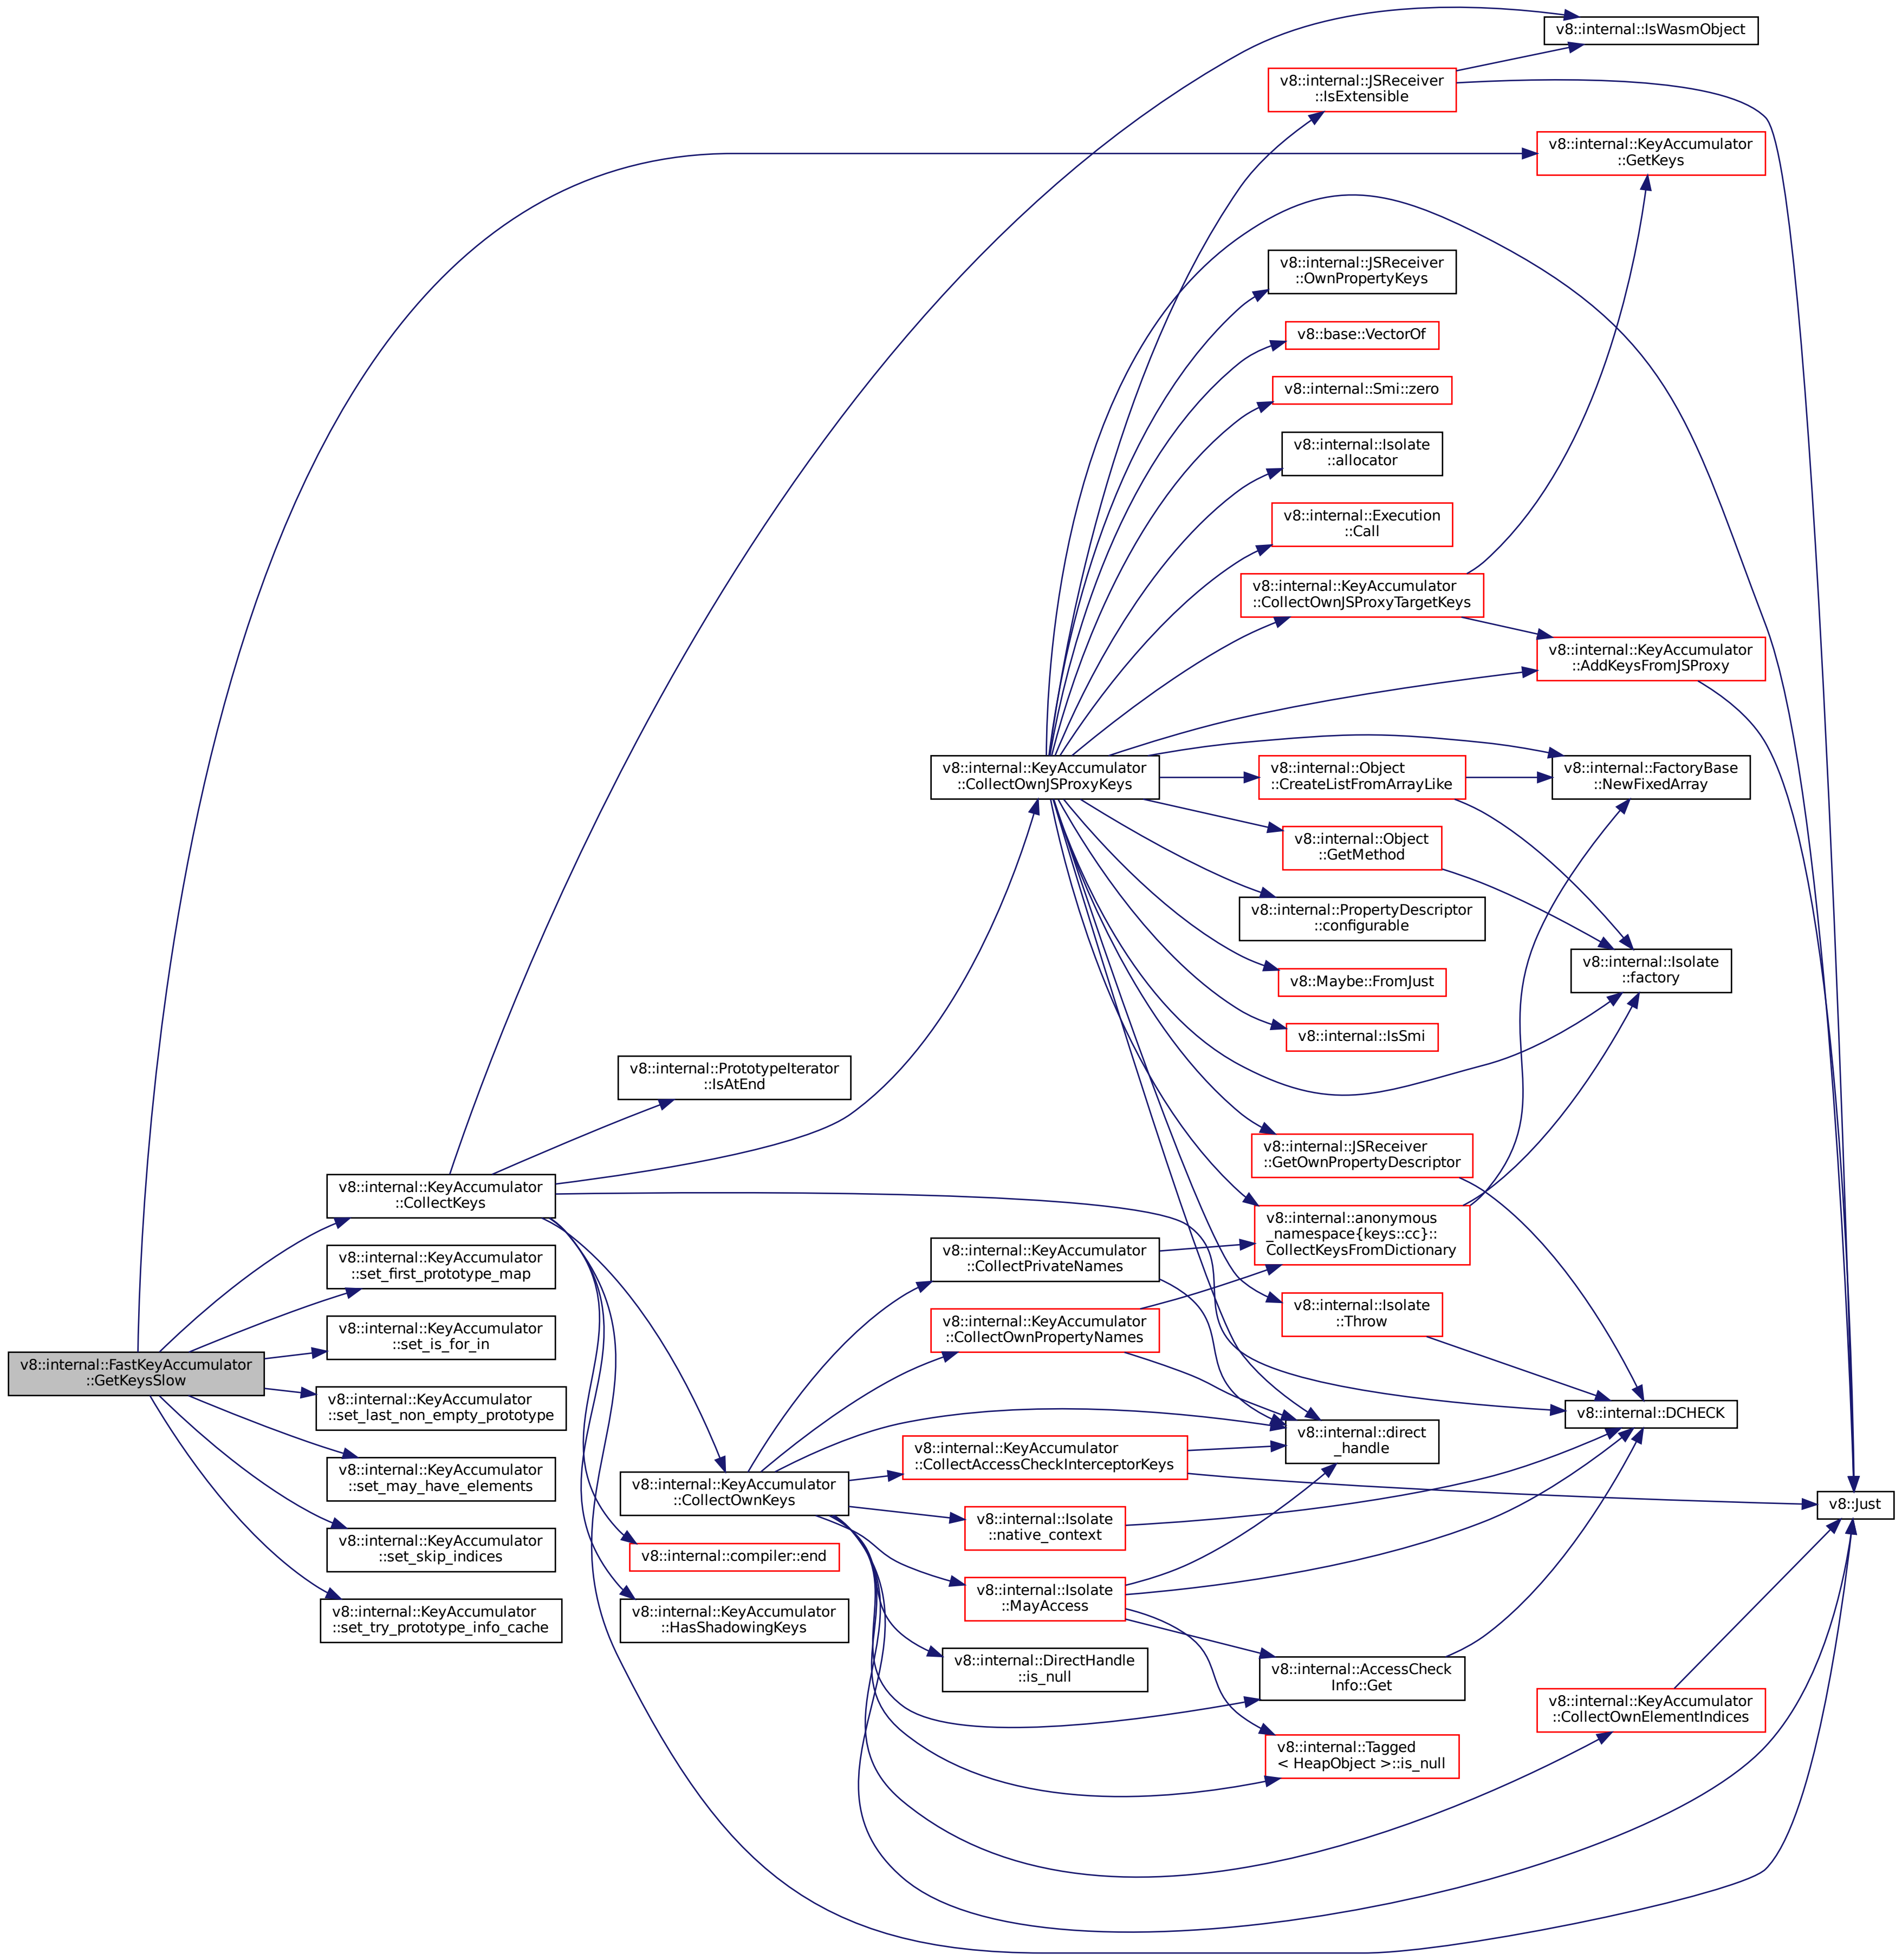 v8::internal::IsWasmObject
v8::internal::JSReceiver
::IsExtensible
v8::internal::KeyAccumulator
::GetKeys
v8::internal::JSReceiver
::OwnPropertyKeys
v8::base::VectorOf
v8::internal::Smi::zero
v8::internal::Isolate
::allocator
v8::internal::Execution
::Call
v8::internal::KeyAccumulator
::CollectOwnJSProxyTargetKeys
v8::internal::KeyAccumulator
::AddKeysFromJSProxy
v8::internal::KeyAccumulator
::CollectOwnJSProxyKeys
v8::internal::Object
::CreateListFromArrayLike
v8::internal::FactoryBase
::NewFixedArray
v8::internal::Object
::GetMethod
v8::internal::PropertyDescriptor
::configurable
v8::internal::Isolate
::factory
v8::Maybe::FromJust
v8::internal::IsSmi
v8::internal::PrototypeIterator
::IsAtEnd
v8::internal::JSReceiver
::GetOwnPropertyDescriptor
v8::internal::KeyAccumulator
::CollectKeys
v8::internal::anonymous
_namespace{keys::cc}::
CollectKeysFromDictionary
v8::internal::KeyAccumulator
::CollectPrivateNames
v8::internal::KeyAccumulator
::set_first_prototype_map
v8::internal::Isolate
::Throw
v8::internal::KeyAccumulator
::CollectOwnPropertyNames
v8::internal::KeyAccumulator
::set_is_for_in
v8::internal::FastKeyAccumulator
::GetKeysSlow
v8::internal::KeyAccumulator
::set_last_non_empty_prototype
v8::internal::DCHECK
v8::internal::direct
_handle
v8::internal::KeyAccumulator
::CollectAccessCheckInterceptorKeys
v8::internal::KeyAccumulator
::set_may_have_elements
v8::internal::KeyAccumulator
::CollectOwnKeys
v8::Just
v8::internal::Isolate
::native_context
v8::internal::KeyAccumulator
::set_skip_indices
v8::internal::compiler::end
v8::internal::Isolate
::MayAccess
v8::internal::KeyAccumulator
::set_try_prototype_info_cache
v8::internal::KeyAccumulator
::HasShadowingKeys
v8::internal::DirectHandle
::is_null
v8::internal::AccessCheck
Info::Get
v8::internal::KeyAccumulator
::CollectOwnElementIndices
v8::internal::Tagged
< HeapObject >::is_null